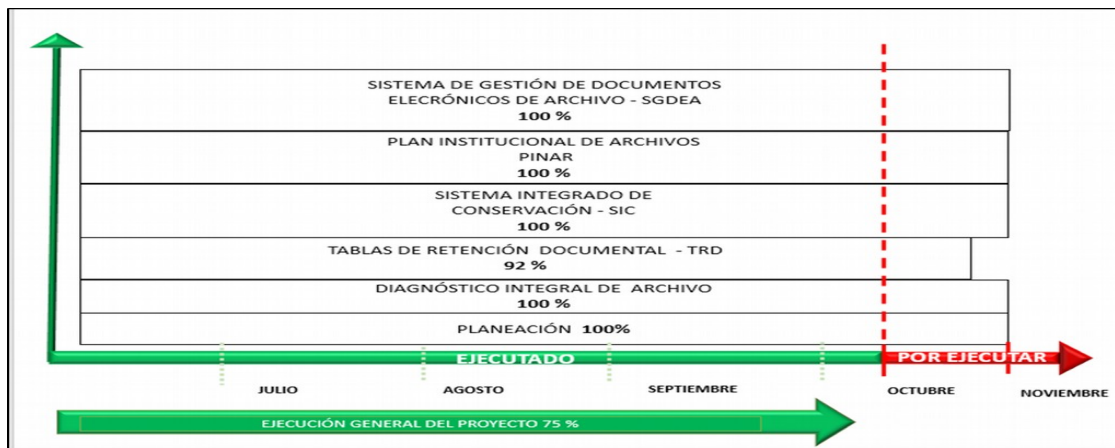 SISTEMA DE GESTIÓN DE DOCUMENTOS
ELECRÓNICOS DE ARCHIVO - SGDEA
100 %
PLAN INSTITUCIONAL DE ARCHIVOS
PINAR
100 %
SISTEMA INTEGRADO DE
CONSERVACIÓN - SIC
100 %
TABLAS DE RETENCIÓN DOCUMENTAL - TRD
92 %
DIAGNÓSTICO INTEGRAL DE ARCHIVO
100 %
PLANEACIÓN 100%
EJECUTADO
POR EJECUTAR
JULIO
AGOSTO
SEPTIEMBRE
OCTUBRE
NOVIEMBRE
EJECUCIÓN GENERAL DEL PROYECTO 75 %